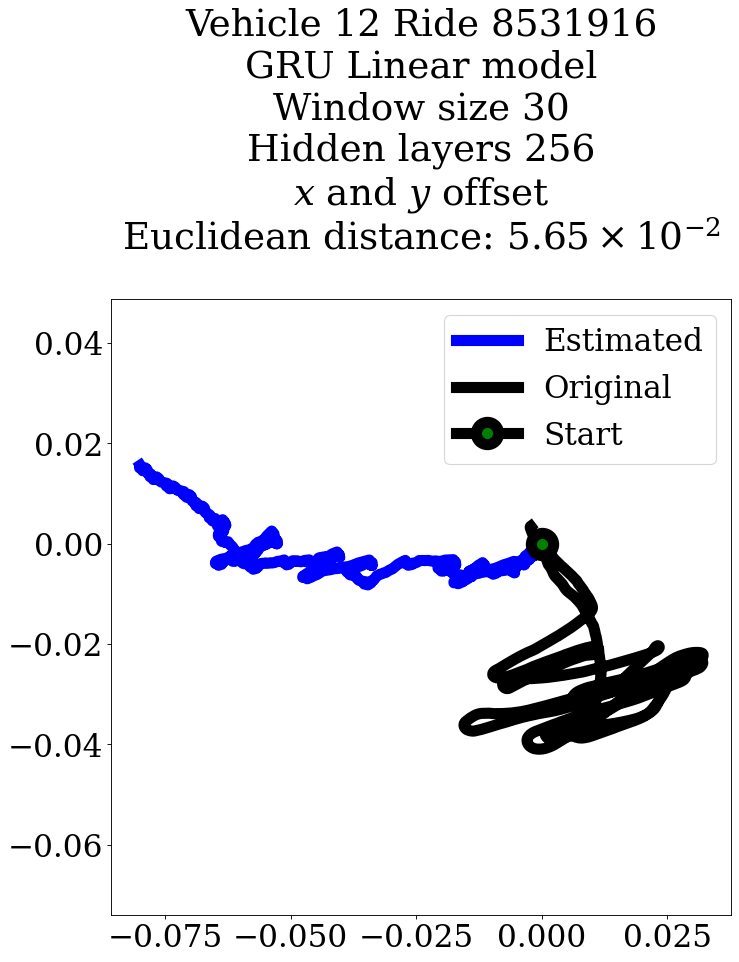 Vehicle 12 Ride 8531916
GRU Linear model
Window size 30
Hidden layers 256
x and y offset
Euclidean distance: 5.65 × 10⁻²
Estimated
Original
Start
0.04
0.02
0.00
−0.02
−0.04
−0.06
−0.075 −0.050 −0.025 0.000 0.025